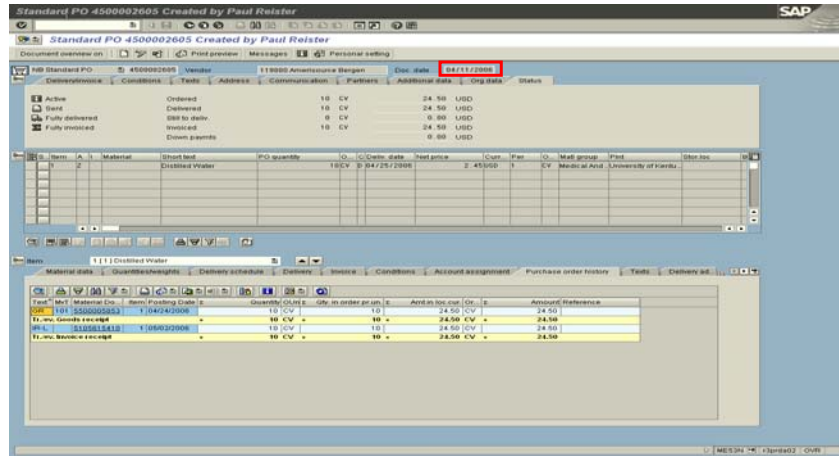 Standard PO 4500002605 Created by Paul Reister
SAP
Standard PO 4500002605 Created by Paul Reister
Document overview on Print preview Messages Personal setting
NB Standard PO 4500002605 Vendor 119880 Amerisource Bergen Doc. date 04/11/2006
Delivery/invoice Conditions Texts Address Communication Partners Additional data Org data Status
Active Ordered 10 CV 24.50 USD
Sent Delivered 10 CV 24.50 USD
Fully delivered Still to deliv. 0 CV 0.00 USD
Fully invoiced Invoiced 10 CV 24.50 USD
Down paymts 0.00 USD
S... Item A I Material Short text PO quantity O... C Deliv. date Net price Curr... Per O... Matl group Plnt Stor.loc
1 Z Distilled Water 10 CV D 04/25/2006 2.45 USD 1 CV Medical And... University of Kentu...
Item 1 [ 1 ] Distilled Water
Material data Quantities/weights Delivery schedule Delivery Invoice Conditions Account assignment Purchase order history Texts Delivery ad...
Text MvT Material Do... Item Posting Date Σ Quantity OUn Σ Qty. in order pr.un. Σ Amt.in loc.cur. Or... Σ Amount Reference
GR 101 5500005053 1 04/24/2006 10 CV 10 24.50 CV 24.50
Tr./ev. Goods receipt 10 CV 10 24.50 CV 24.50
IR-L 5105615410 1 05/02/2006 10 CV 10 24.50 CV 24.50
Tr./ev. Invoice receipt 10 CV 10 24.50 CV 24.50
ME53N r3prda02 OVR